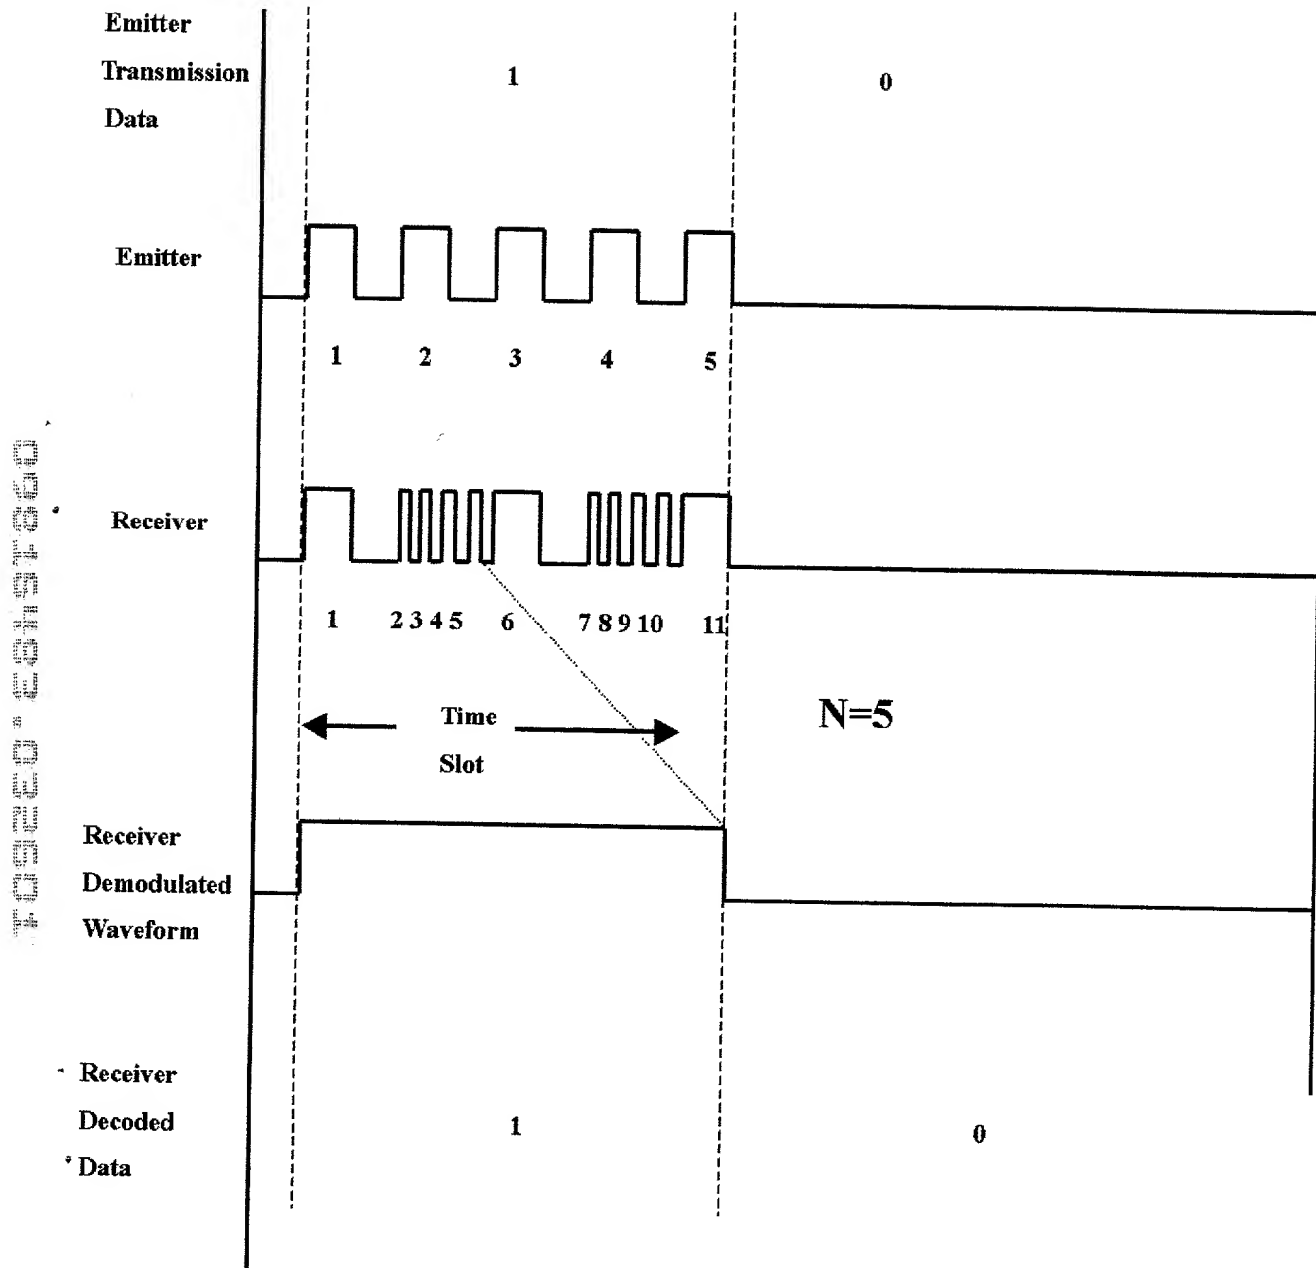 Emitter
Transmission
Data
1
0
Emitter
1 2 3 4 5
Receiver
1 2 3 4 5 6 7 8 9 10 11
Time
Slot
N=5
Receiver
Demodulated
Waveform
Receiver
Decoded
Data
1
0